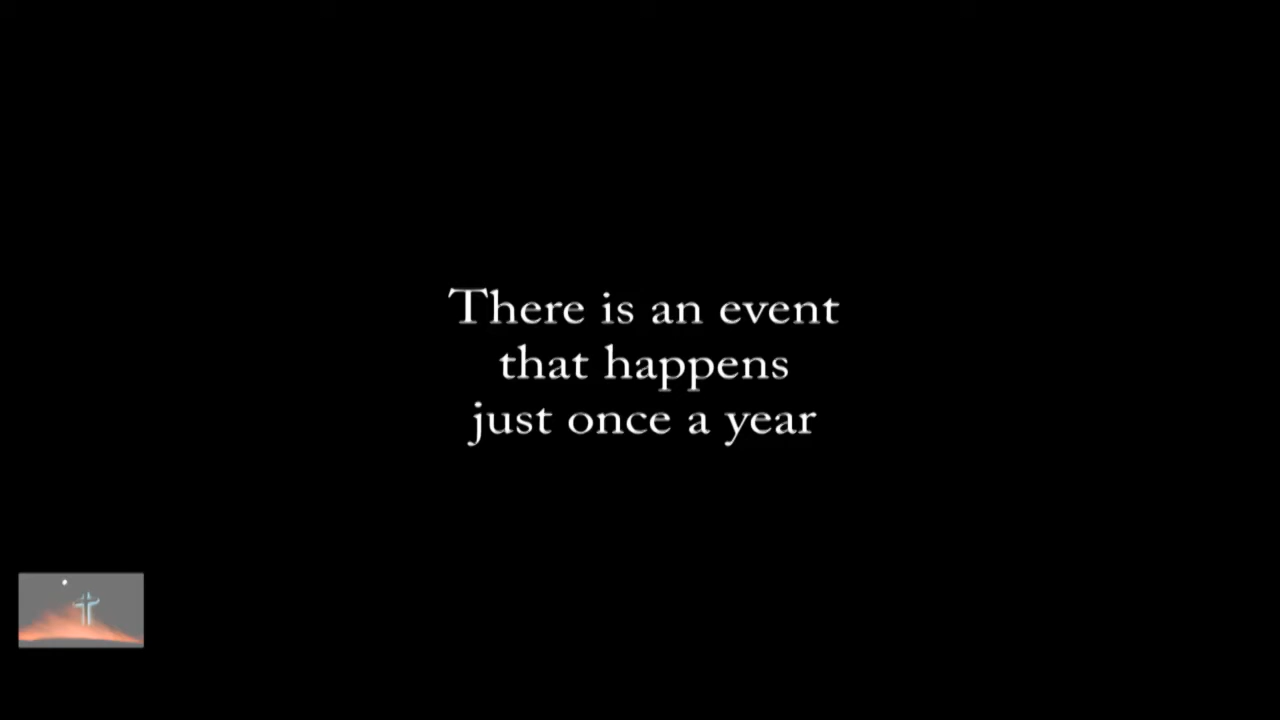 There is an event
that happens
just once a year